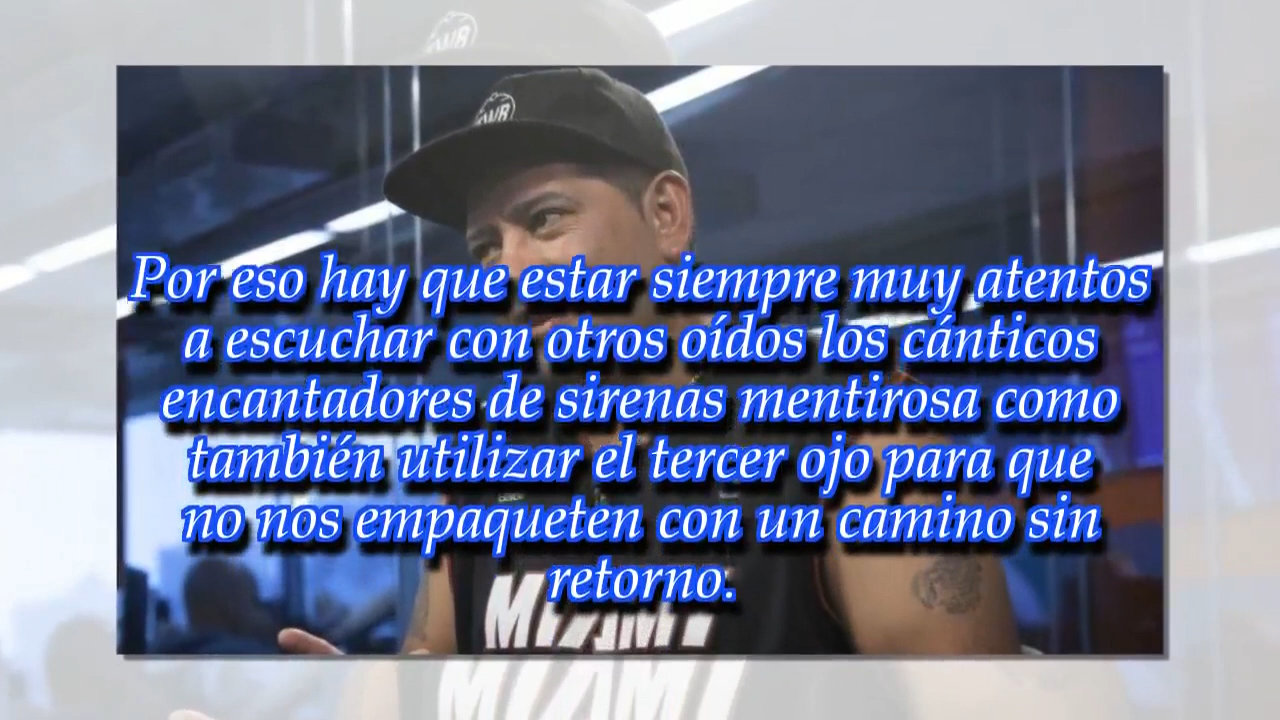 Por eso hay que estar siempre muy atentos
a escuchar con otros oídos los cánticos
encantadores de sirenas mentirosa como
también utilizar el tercer ojo para que
no nos empaqueten con un camino sin
retorno.
MIAMI
MIAMI